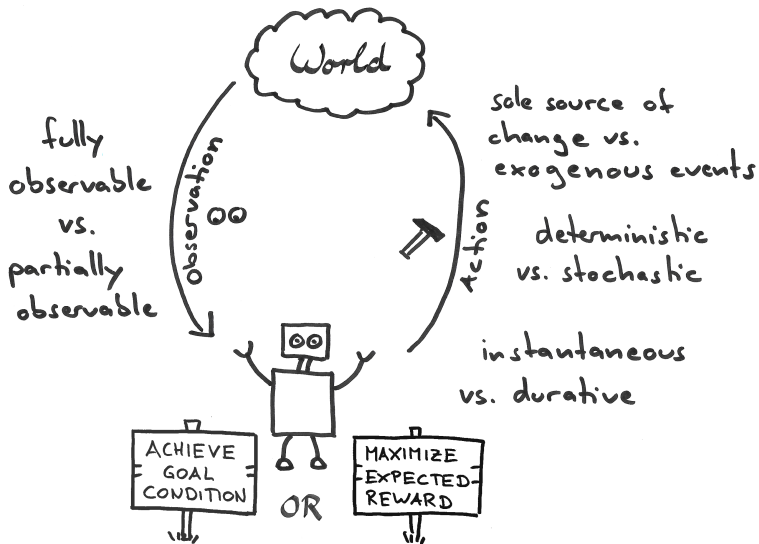 World
fully
observable
vs.
partially
observable
Observation
Action
sole source of
change vs.
exogenous events
deterministic
vs. stochastic
instantaneous
vs. durative
ACHIEVE
GOAL
CONDITION
OR
MAXIMIZE
EXPECTED
REWARD